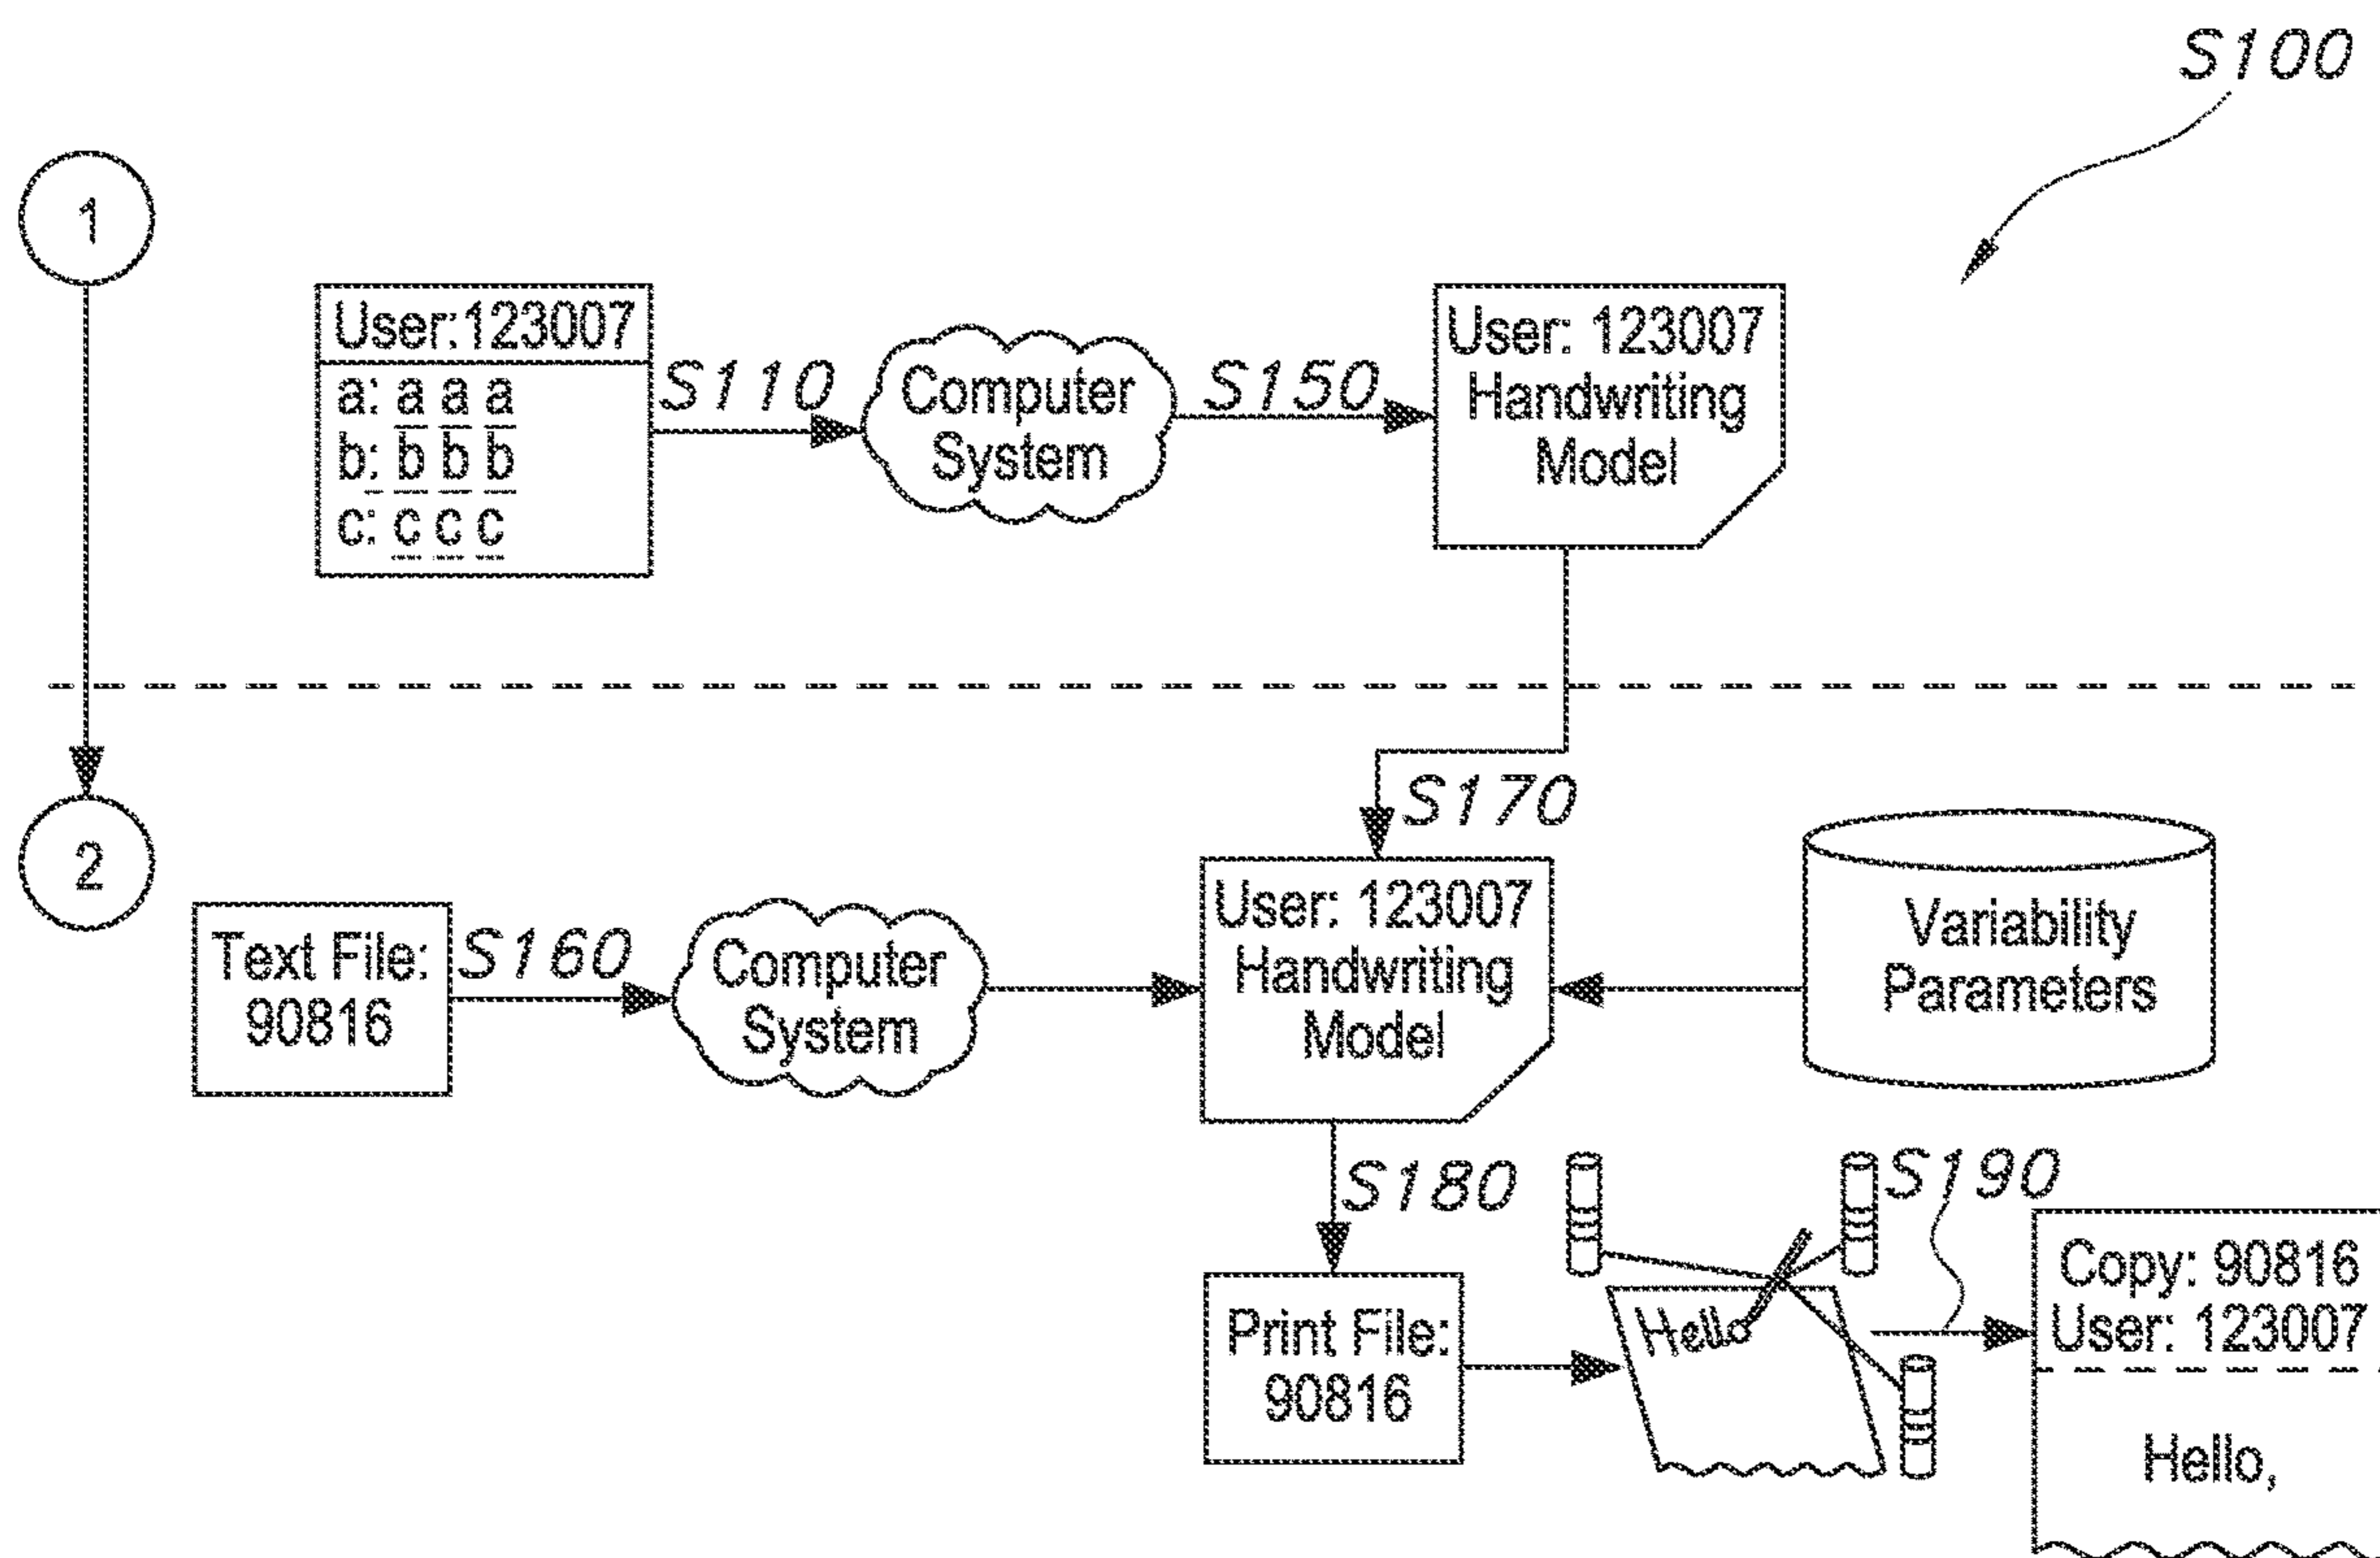 S100
1
User:123007
a: a a a
b: b b b
c: c c c
S110
Computer
System
S150
User: 123007
Handwriting
Model
S170
2
Text File:
90816
S160
Computer
System
User: 123007
Handwriting
Model
Variability
Parameters
S180
S190
Print File:
90816
Hello
Copy: 90816
User: 123007
Hello,